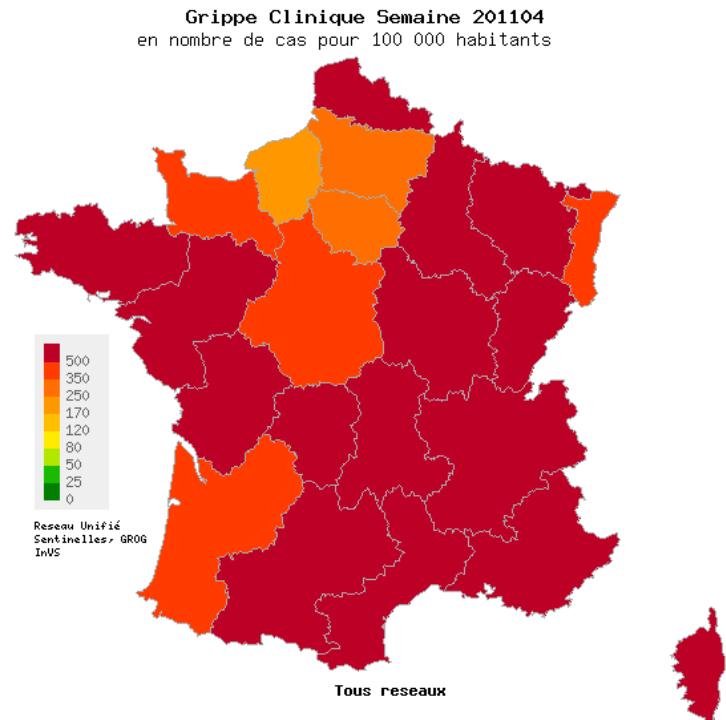 Grippe Clinique Semaine 201104
en nombre de cas pour 100 000 habitants
500
350
250
170
120
80
50
25
0
Reseau Unifié
Sentinelles, GROG
InVS
Tous reseaux